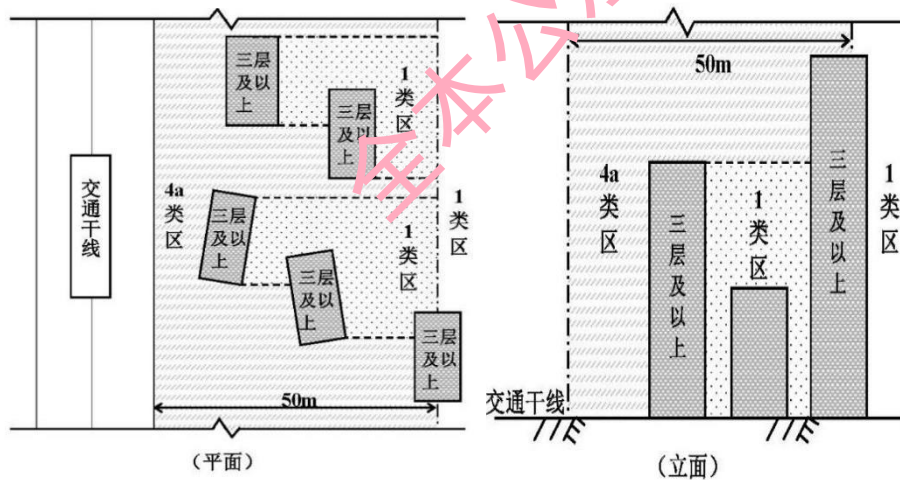 交通干线
4a
类
区
三层
及以
上
三层
及以
上
1
类
区
三层
及以
上
三层
及以
上
1
类
区
1
类
区
三层
及以
上
50m
（平面）
50m
4a
类
区
三层及以上
1
类
区
三层及以上
1
类
区
交通干线
（立面）
全本公